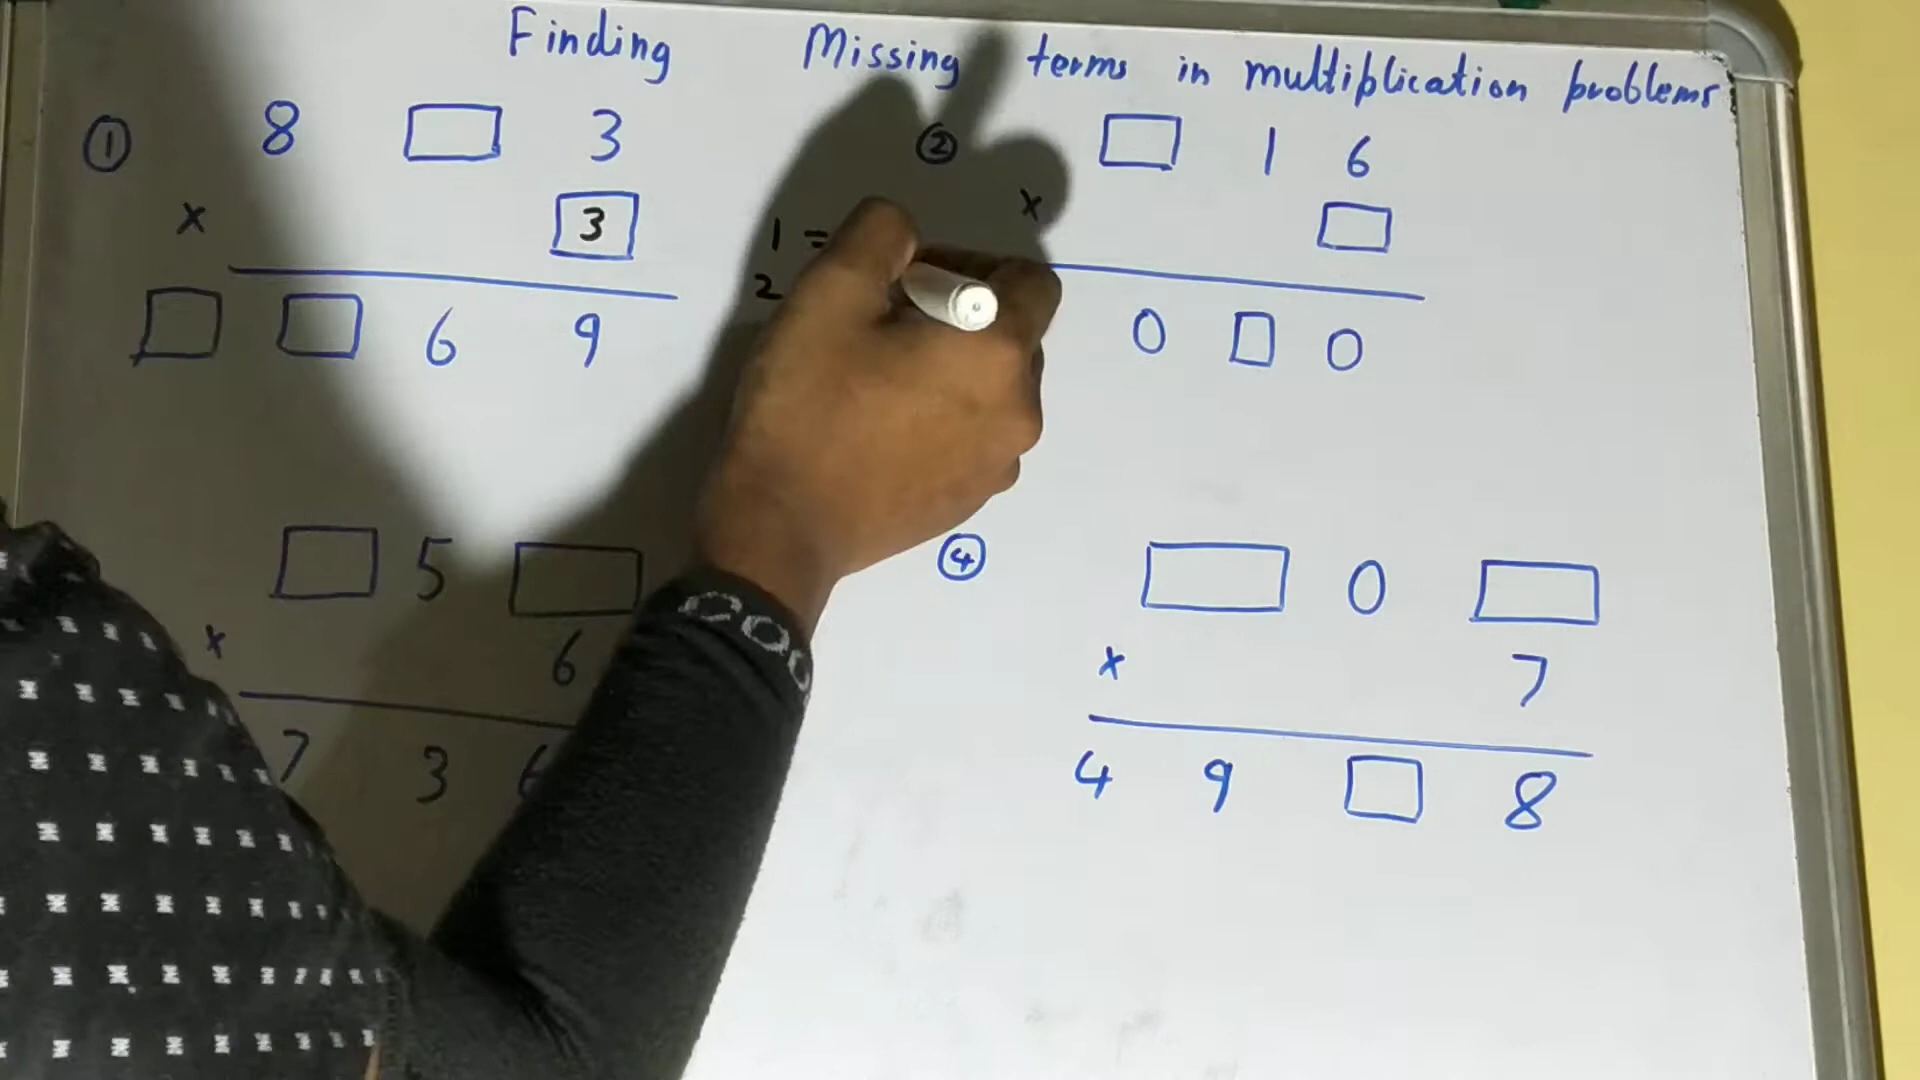 Finding Missing terms in multiplication problems
① 8 □ 3
× 3
□ □ 6 9
1 =
2
② □ 1 6
× □
0 □ 0
□ 5 □
× 6
7 3 6
④ □ 0 □
× 7
4 9 □ 8